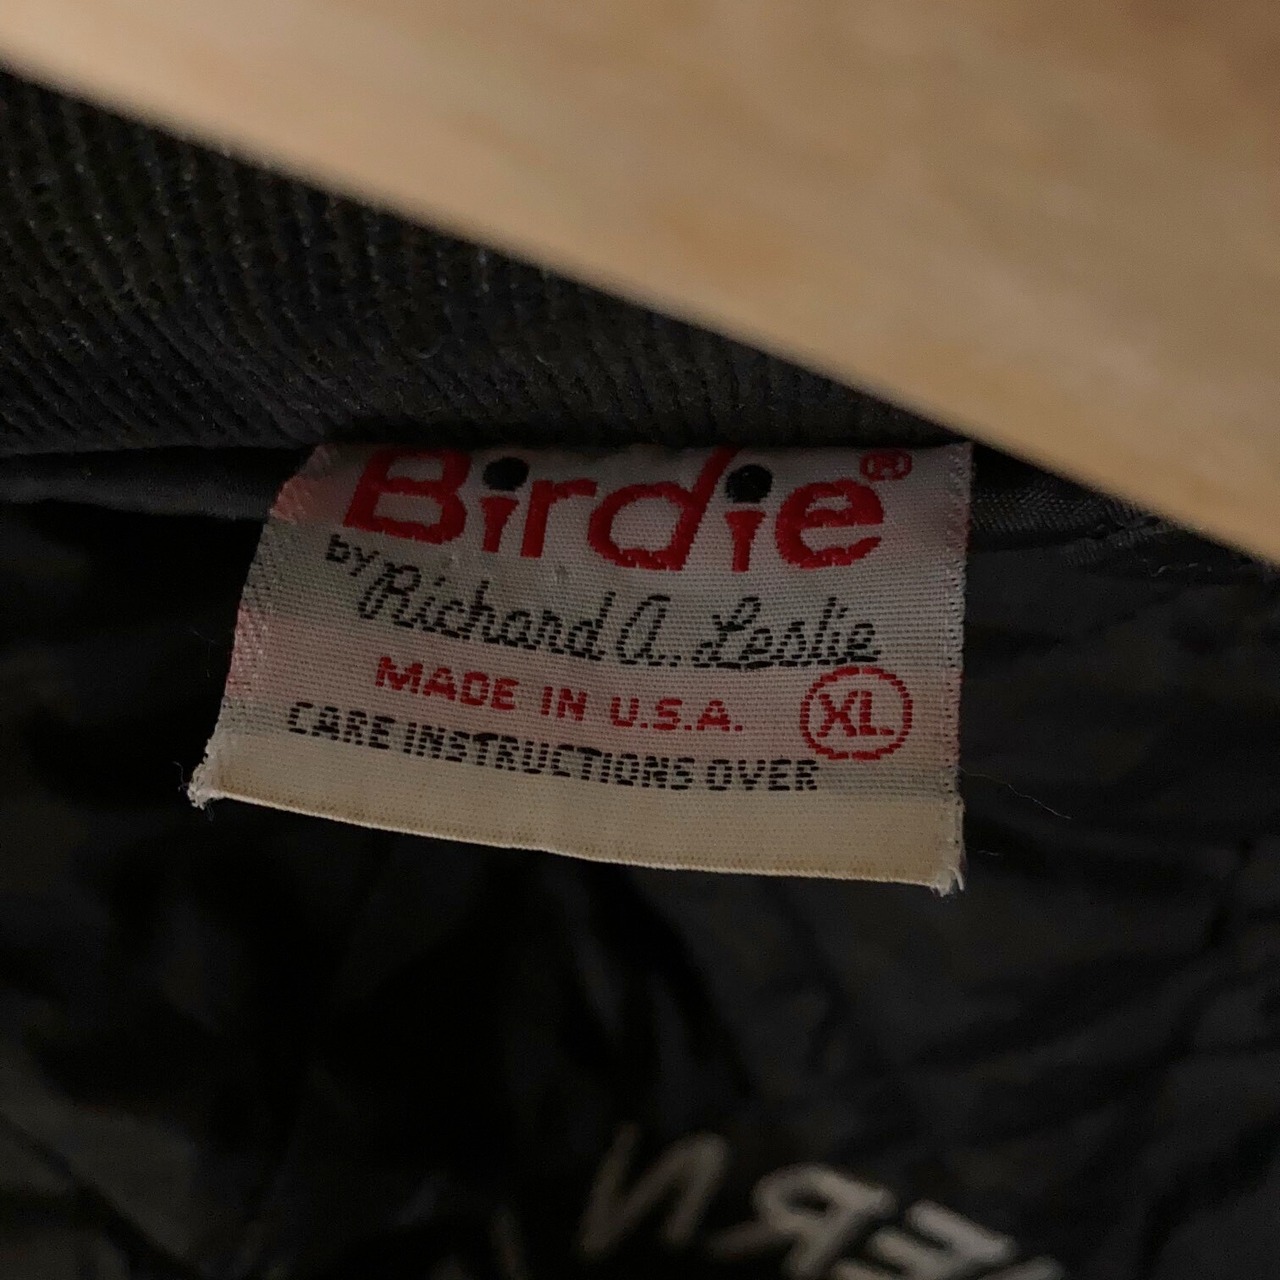 Birdie®
by Richard A. Leslie
MADE IN U.S.A. XL
CARE INSTRUCTIONS OVER